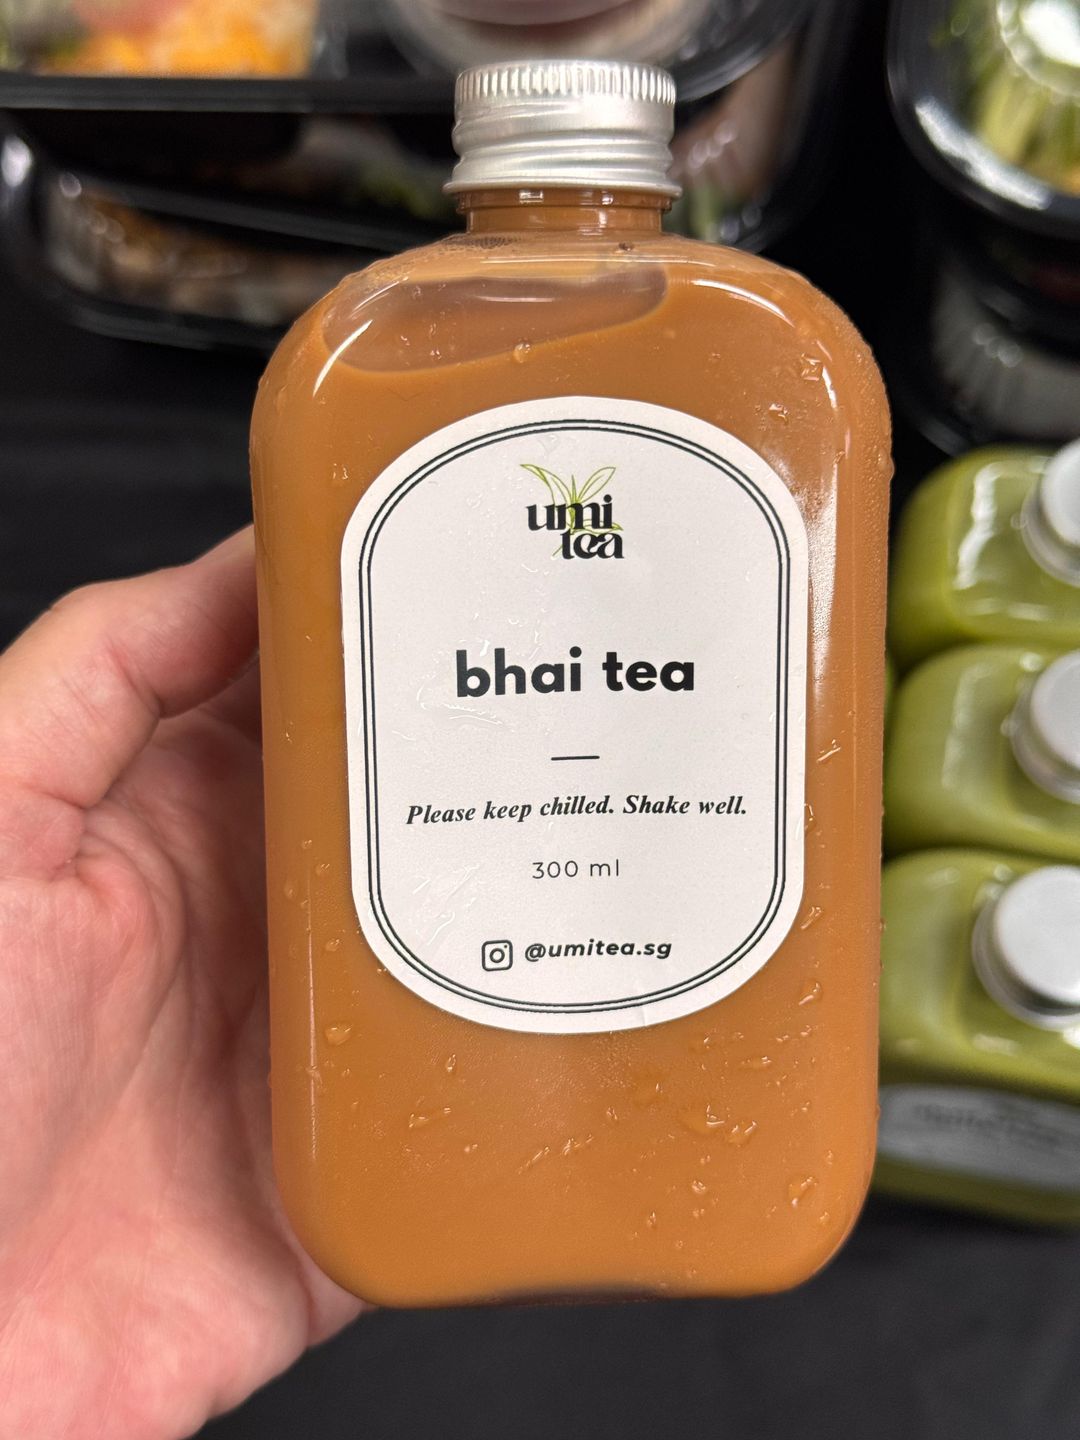 umi
tea
bhai tea
Please keep chilled. Shake well.
300 ml
@umitea.sg